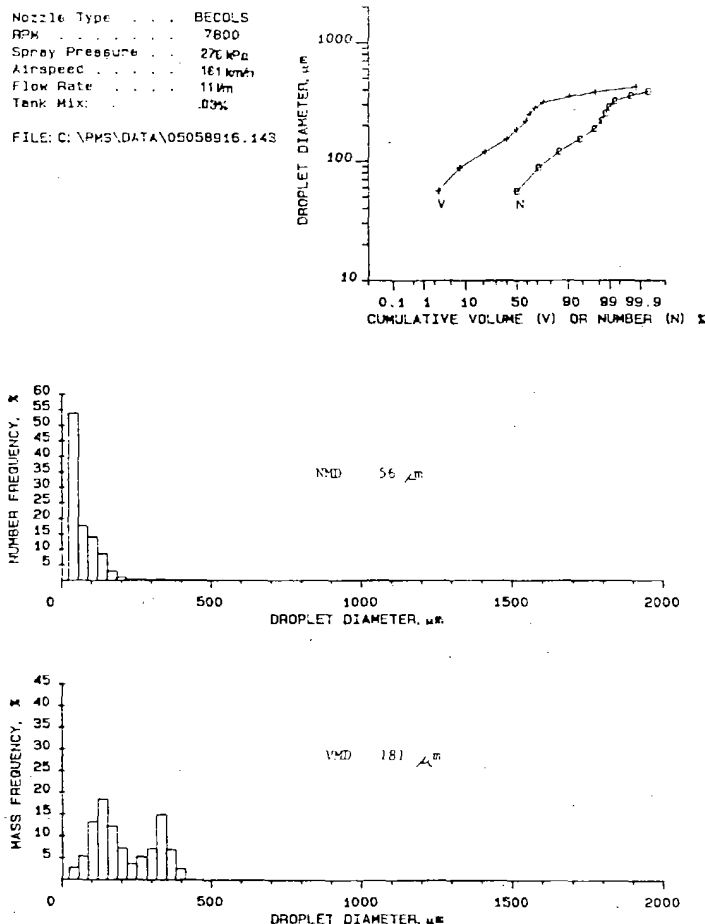 Nozzle Type . . . BECOLS
RPM . . . . . . 7800
Spray Pressure . 276 kPa
Airspeed . . . . . 161 km/h
Flow Rate . . . . 11 l/m
Tank Mix: . .03%
FILE: C:\PMS\DATA\05058916.143
DROPLET DIAMETER, µm
1000
100
10
V
N
0.1 1 10 50 90 99 99.9
CUMULATIVE VOLUME (V) OR NUMBER (N) %
NUMBER FREQUENCY, %
60
55
50
45
40
35
30
25
20
15
10
5
NMD 56 µm
0 500 1000 1500 2000
DROPLET DIAMETER, µm
MASS FREQUENCY, %
45
40
35
30
25
20
15
10
5
VMD 181 µm
0 500 1000 1500 2000
DROPLET DIAMETER, µm